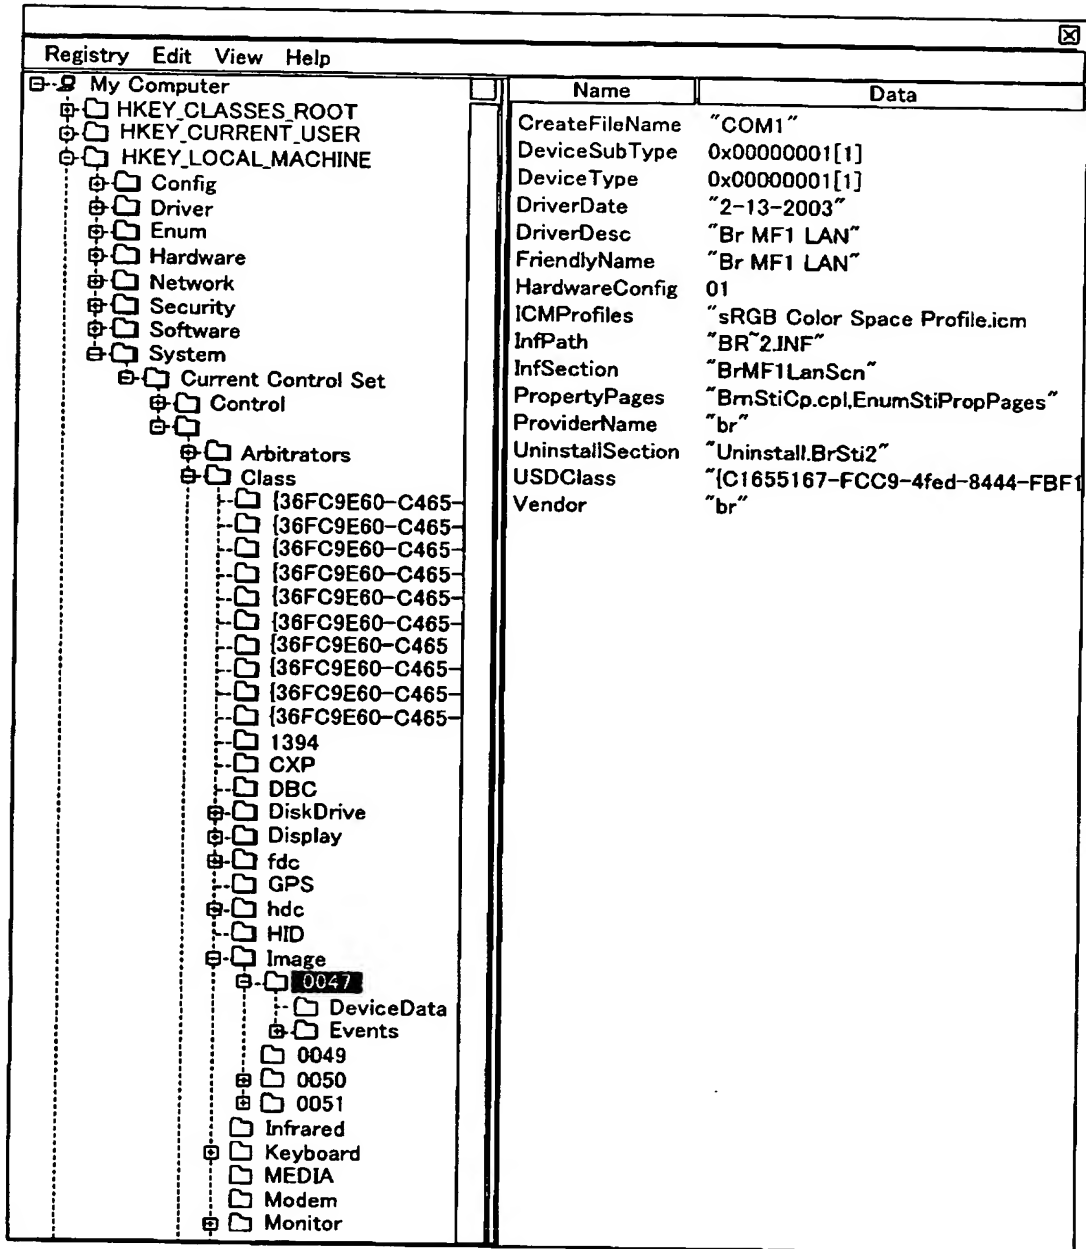 Registry Edit View Help
My Computer
HKEY_CLASSES_ROOT
HKEY_CURRENT_USER
HKEY_LOCAL_MACHINE
Config
Driver
Enum
Hardware
Network
Security
Software
System
Current Control Set
Control
Arbitrators
Class
{36FC9E60-C465-
{36FC9E60-C465-
{36FC9E60-C465-
{36FC9E60-C465-
{36FC9E60-C465-
{36FC9E60-C465-
{36FC9E60-C465
{36FC9E60-C465-
{36FC9E60-C465-
{36FC9E60-C465-
1394
CXP
DBC
DiskDrive
Display
fdc
GPS
hdc
HID
Image
0047
DeviceData
Events
0049
0050
0051
Infrared
Keyboard
MEDIA
Modem
Monitor
Name Data
CreateFileName "COM1"
DeviceSubType 0x00000001[1]
DeviceType 0x00000001[1]
DriverDate "2-13-2003"
DriverDesc "Br MF1 LAN"
FriendlyName "Br MF1 LAN"
HardwareConfig 01
ICMProfiles "sRGB Color Space Profile.icm
InfPath "BR~2.INF"
InfSection "BrMF1LanScn"
PropertyPages "BrnStiCp.cpl,EnumStiPropPages"
ProviderName "br"
UninstallSection "Uninstall.BrSti2"
USDClass "{C1655167-FCC9-4fed-8444-FBF1
Vendor "br"